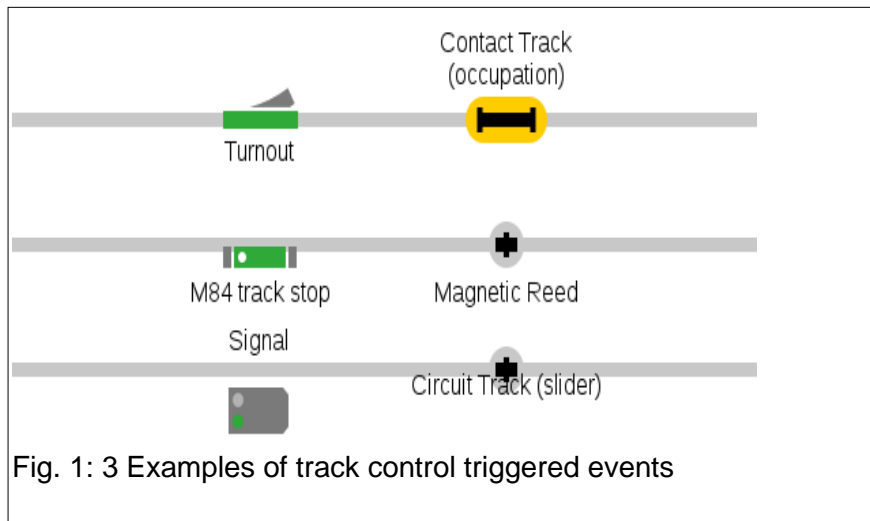 Contact Track
(occupation)
Turnout
M84 track stop
Magnetic Reed
Signal
Circuit Track (slider)
Fig. 1: 3 Examples of track control triggered events